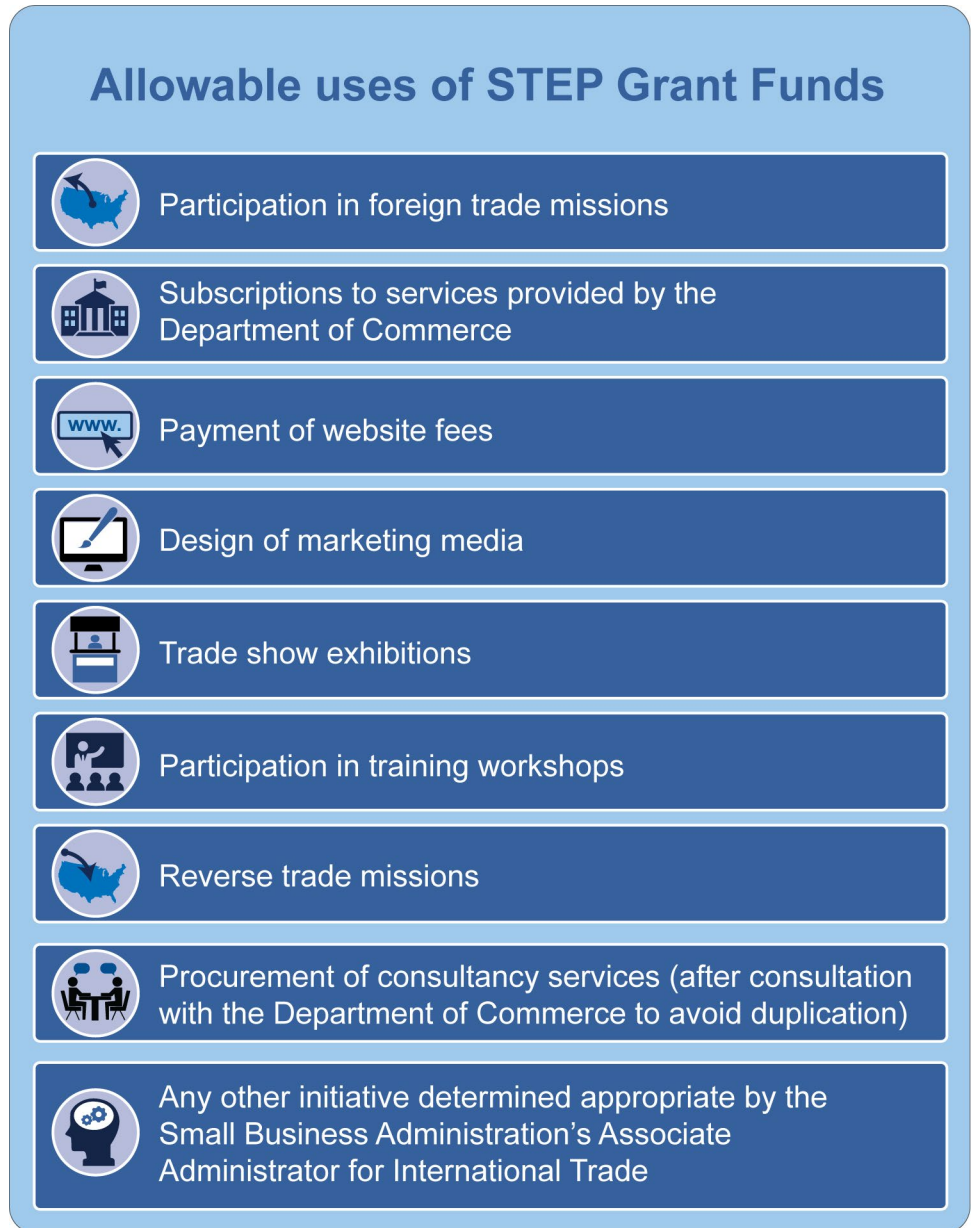 Allowable uses of STEP Grant Funds
Participation in foreign trade missions
Subscriptions to services provided by the
Department of Commerce
www.
Payment of website fees
Design of marketing media
Trade show exhibitions
Participation in training workshops
Reverse trade missions
Procurement of consultancy services (after consultation
with the Department of Commerce to avoid duplication)
Any other initiative determined appropriate by the
Small Business Administration's Associate
Administrator for International Trade